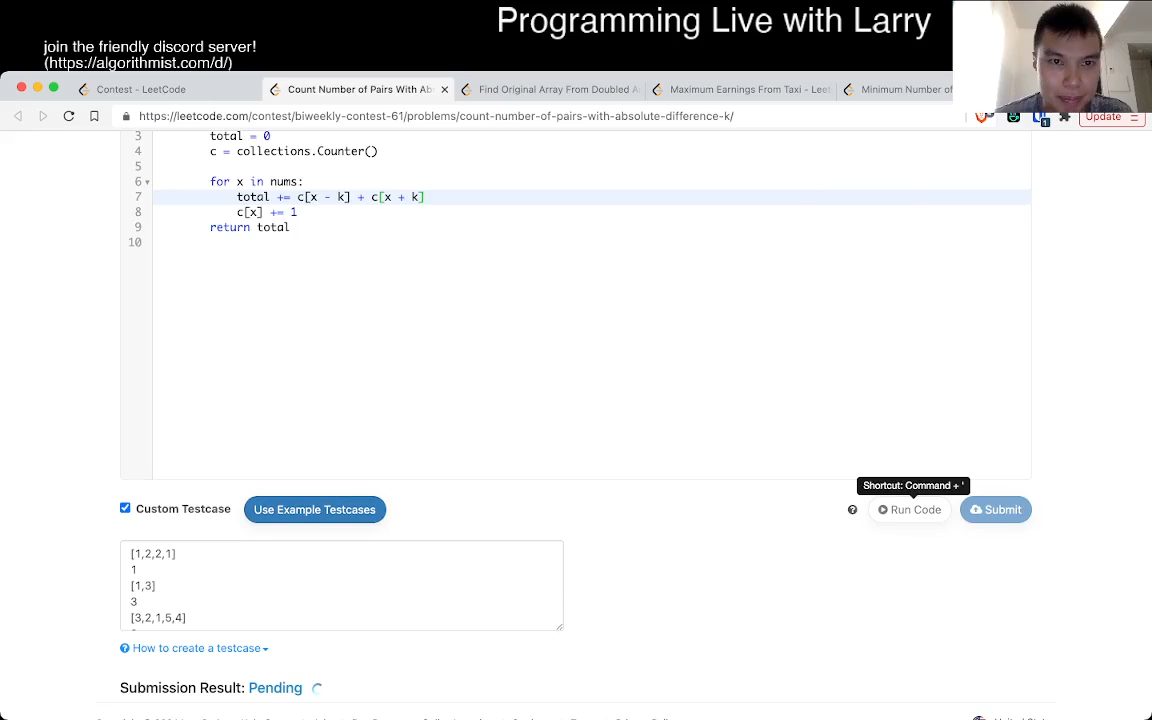 Programming Live with Larry
join the friendly discord server!
(https://algorithmist.com/d/)
Contest - LeetCode
Count Number of Pairs With Ab
Find Original Array From Doubled A
Maximum Earnings From Taxi - Leet
Minimum Number of
https://leetcode.com/contest/biweekly-contest-61/problems/count-number-of-pairs-with-absolute-difference-k/
Update
3 total = 0
4 c = collections.Counter()
5
6 for x in nums:
7 total += c[x - k] + c[x + k]
8 c[x] += 1
9 return total
10
Shortcut: Command + '
Custom Testcase
Use Example Testcases
Run Code
Submit
[1,2,2,1]
1
[1,3]
3
[3,2,1,5,4]
How to create a testcase
Submission Result: Pending